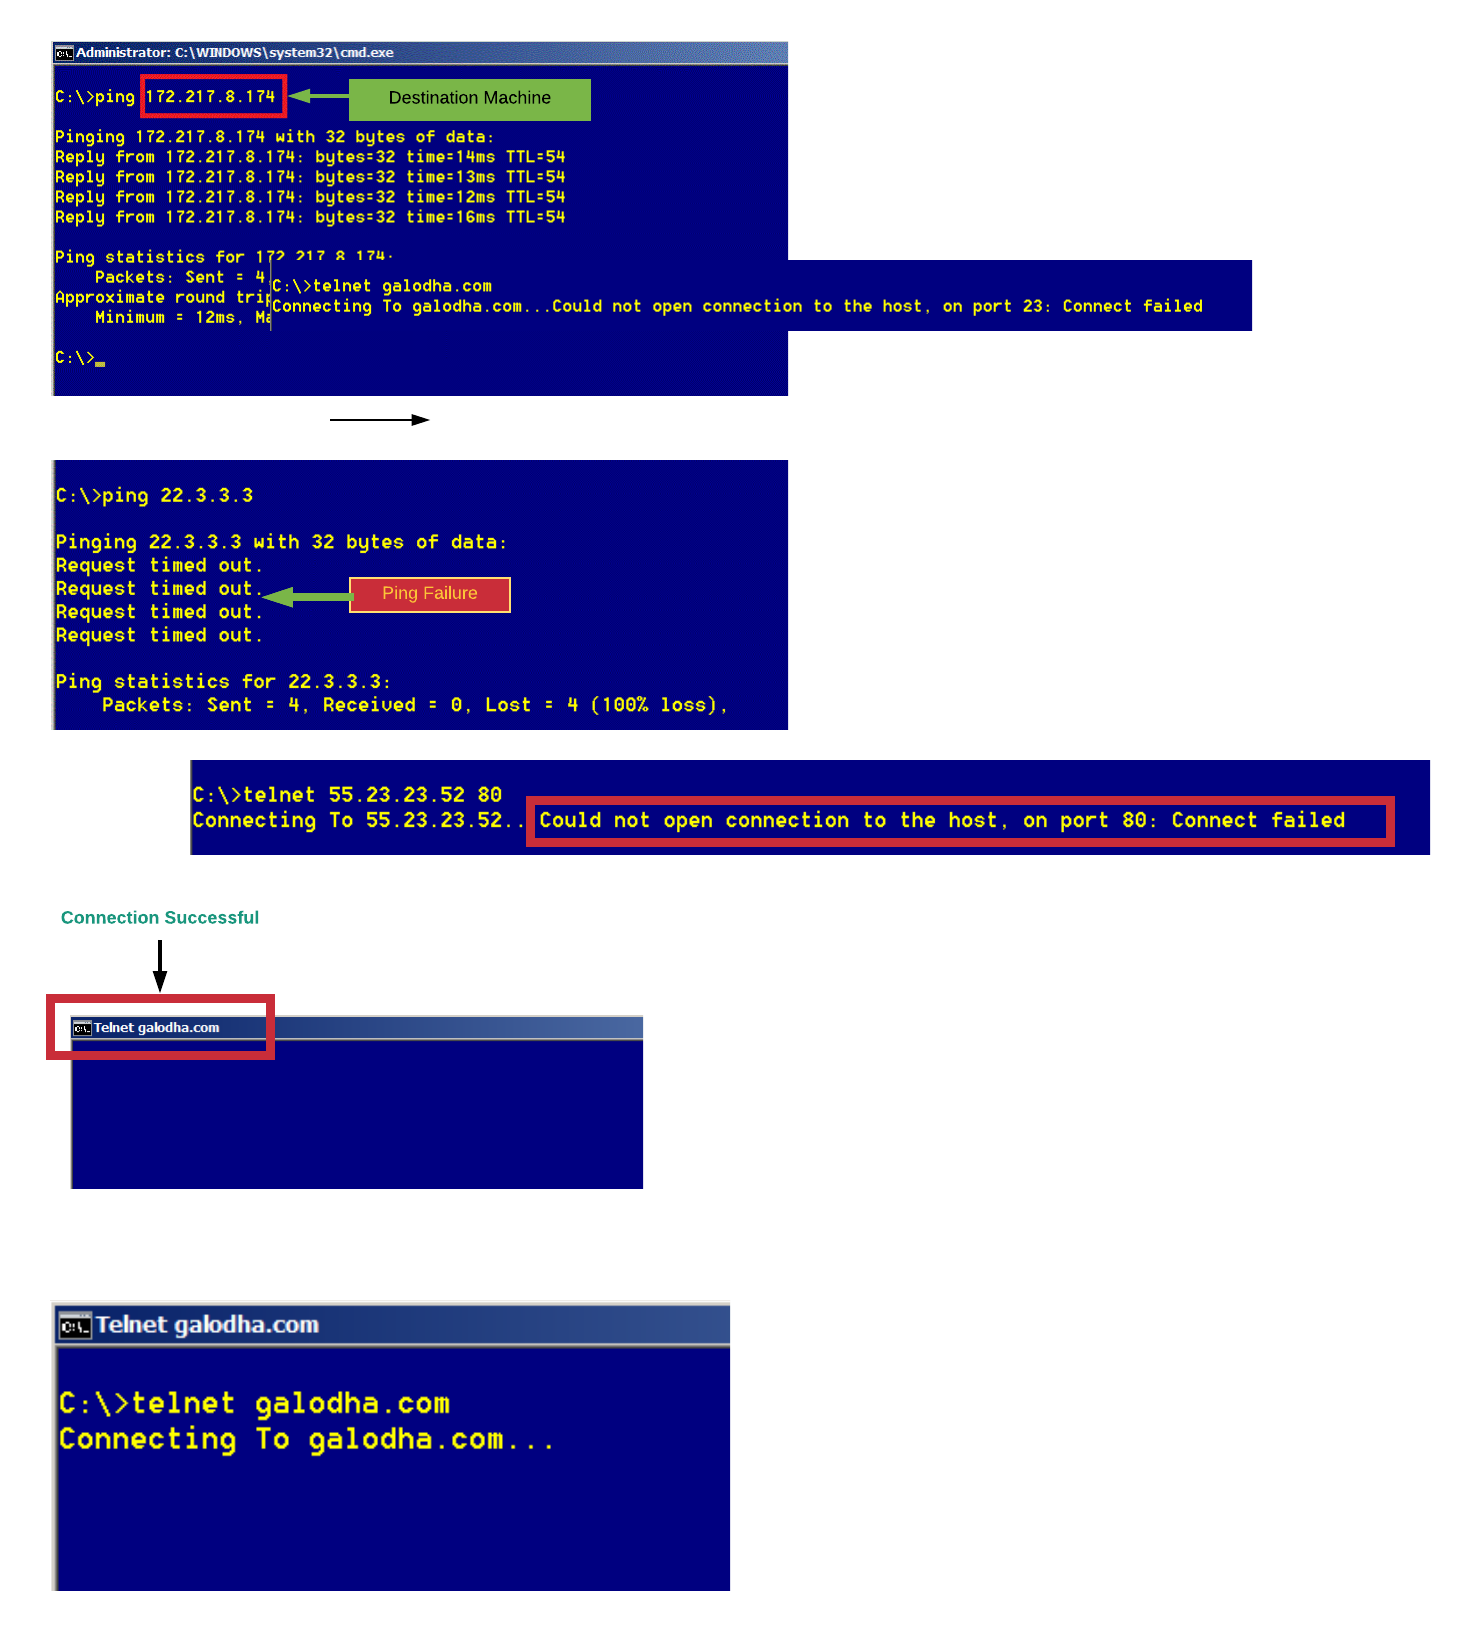 Administrator: C:\WINDOWS\system32\cmd.exe
C:\>ping 172.217.8.174
Destination Machine
Pinging 172.217.8.174 with 32 bytes of data:
Reply from 172.217.8.174: bytes=32 time=14ms TTL=54
Reply from 172.217.8.174: bytes=32 time=13ms TTL=54
Reply from 172.217.8.174: bytes=32 time=12ms TTL=54
Reply from 172.217.8.174: bytes=32 time=16ms TTL=54
Ping statistics for 172.217.8.174:
Packets: Sent = 4
Approximate round trip
Minimum = 12ms, Ma
C:\>telnet galodha.com
Connecting To galodha.com...Could not open connection to the host, on port 23: Connect failed
C:\>_
C:\>ping 22.3.3.3
Pinging 22.3.3.3 with 32 bytes of data:
Request timed out.
Request timed out.
Request timed out.
Request timed out.
Ping Failure
Ping statistics for 22.3.3.3:
Packets: Sent = 4, Received = 0, Lost = 4 (100% loss),
C:\>telnet 55.23.23.52 80
Connecting To 55.23.23.52.. Could not open connection to the host, on port 80: Connect failed
Connection Successful
C:\_ Telnet galodha.com
C:\_ Telnet galodha.com
C:\>telnet galodha.com
Connecting To galodha.com...